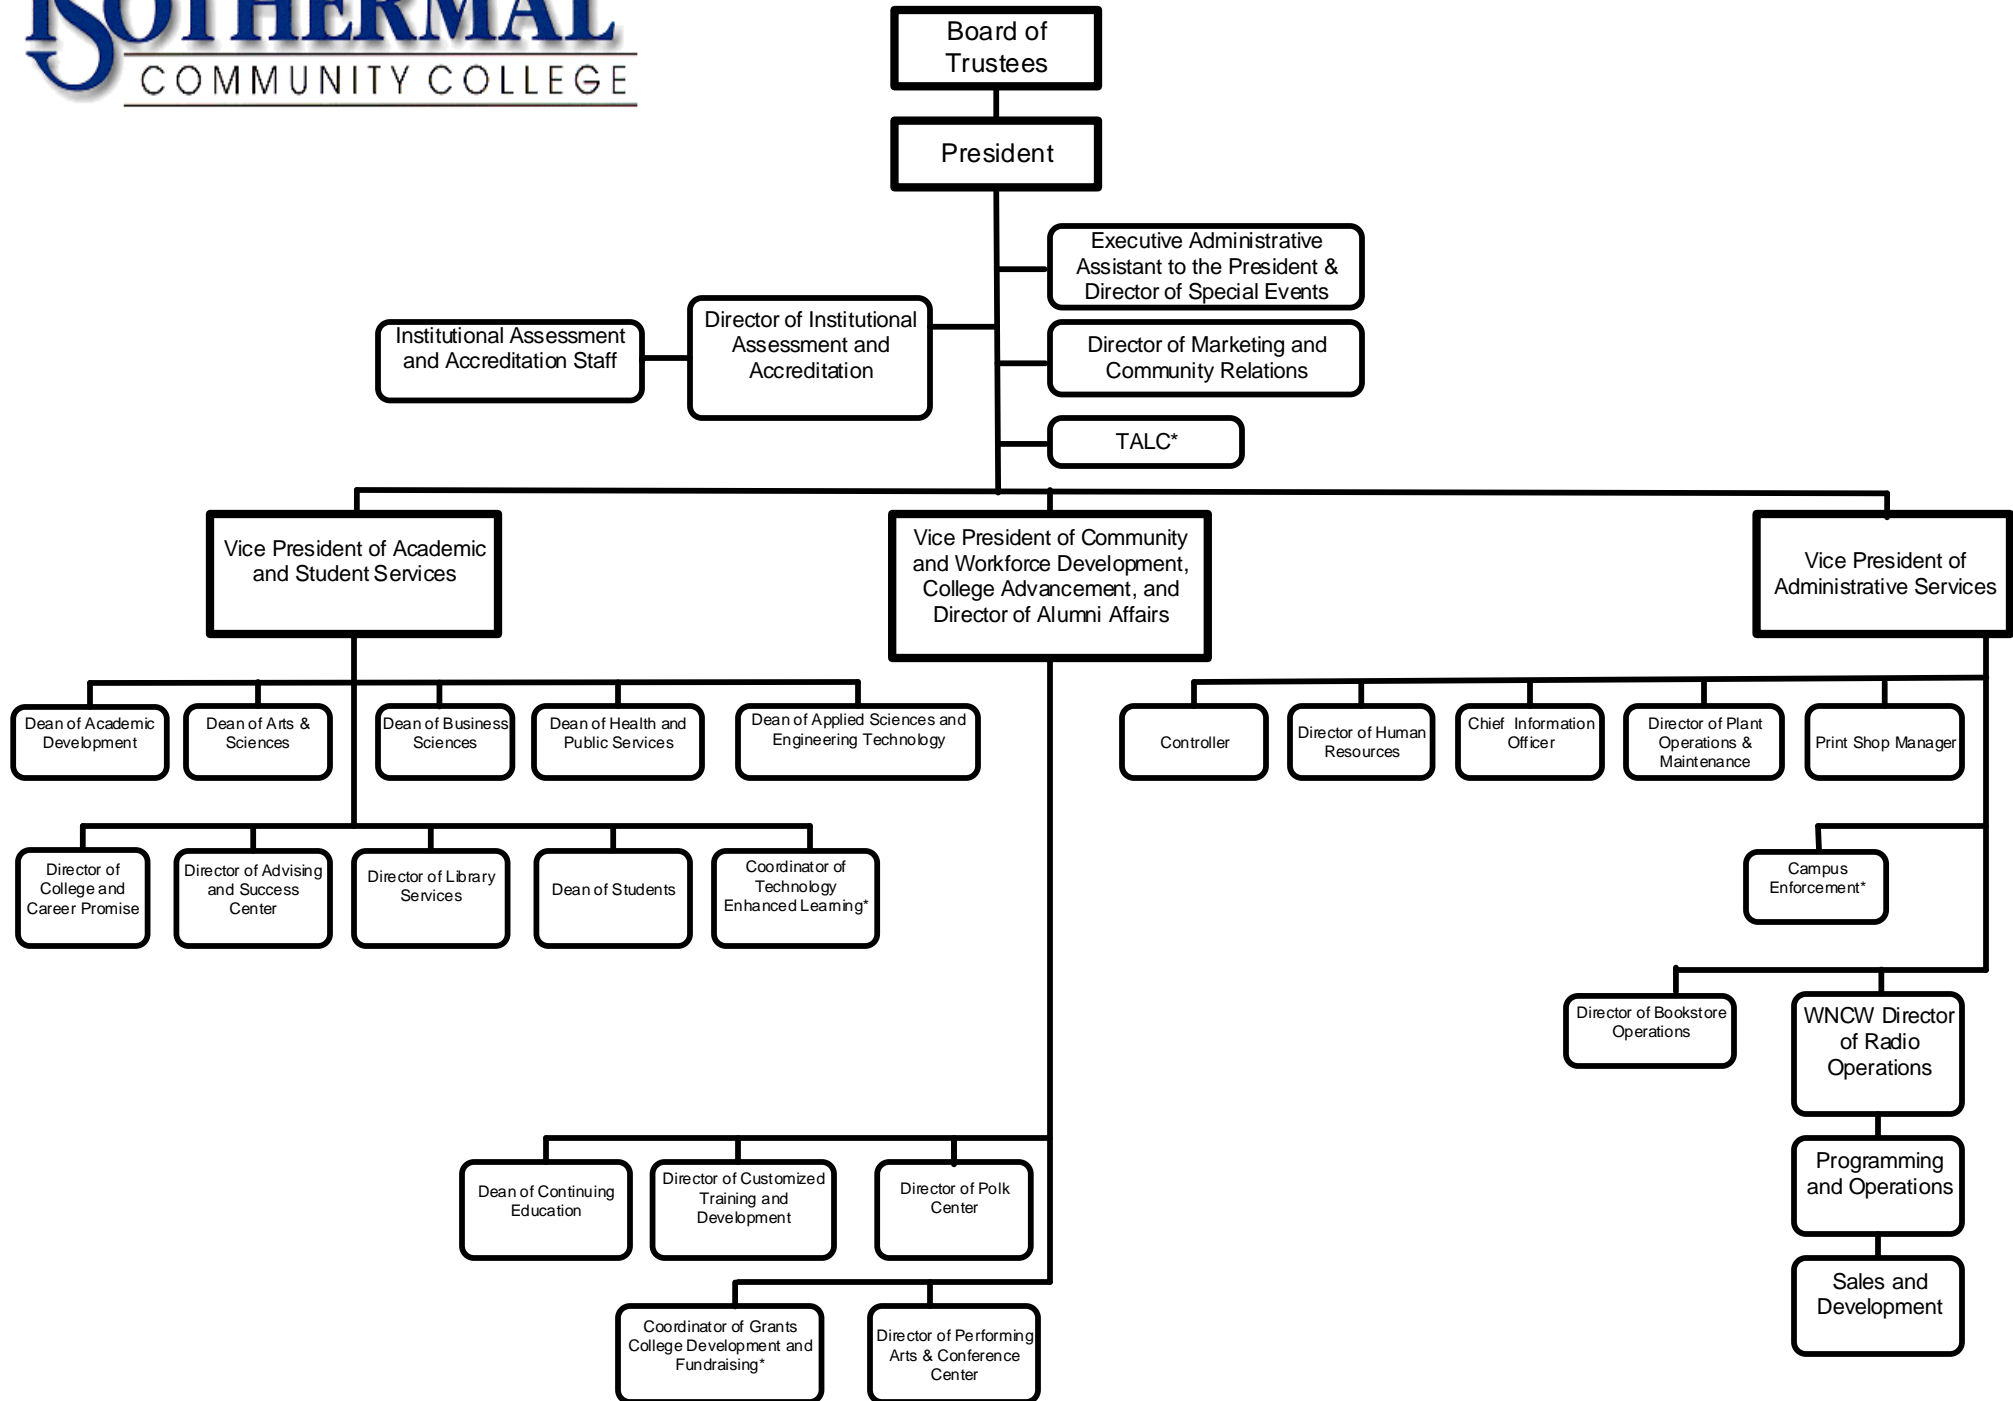 ISOTHERMAL
COMMUNITY COLLEGE
Board of
Trustees
President
Executive Administrative
Assistant to the President &
Director of Special Events
Institutional Assessment
and Accreditation Staff
Director of Institutional
Assessment and
Accreditation
Director of Marketing and
Community Relations
TALC*
Vice President of Academic
and Student Services
Vice President of Community
and Workforce Development,
College Advancement, and
Director of Alumni Affairs
Vice President of
Administrative Services
Dean of Academic
Development
Dean of Arts &
Sciences
Dean of Business
Sciences
Dean of Health and
Public Services
Dean of Applied Sciences and
Engineering Technology
Controller
Director of Human
Resources
Chief Information
Officer
Director of Plant
Operations &
Maintenance
Print Shop Manager
Director of
College and
Career Promise
Director of Advising
and Success
Center
Director of Library
Services
Dean of Students
Coordinator of
Technology
Enhanced Learning*
Campus
Enforcement*
Director of Bookstore
Operations
WNCW Director
of Radio
Operations
Programming
and Operations
Sales and
Development
Dean of Continuing
Education
Director of Customized
Training and
Development
Director of Polk
Center
Coordinator of Grants
College Development and
Fundraising*
Director of Performing
Arts & Conference
Center